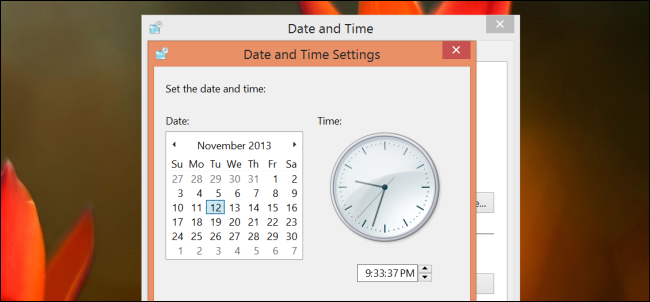 Date and Time
Date and Time Settings
Set the date and time:
Date:
Time:
November 2013
Su Mo Tu We Th Fr Sa
27 28 29 30 31 1 2
3 4 5 6 7 8 9
10 11 12 13 14 15 16
17 18 19 20 21 22 23
24 25 26 27 28 29 30
1 2 3 4 5 6 7
e...
9:33:37 PM